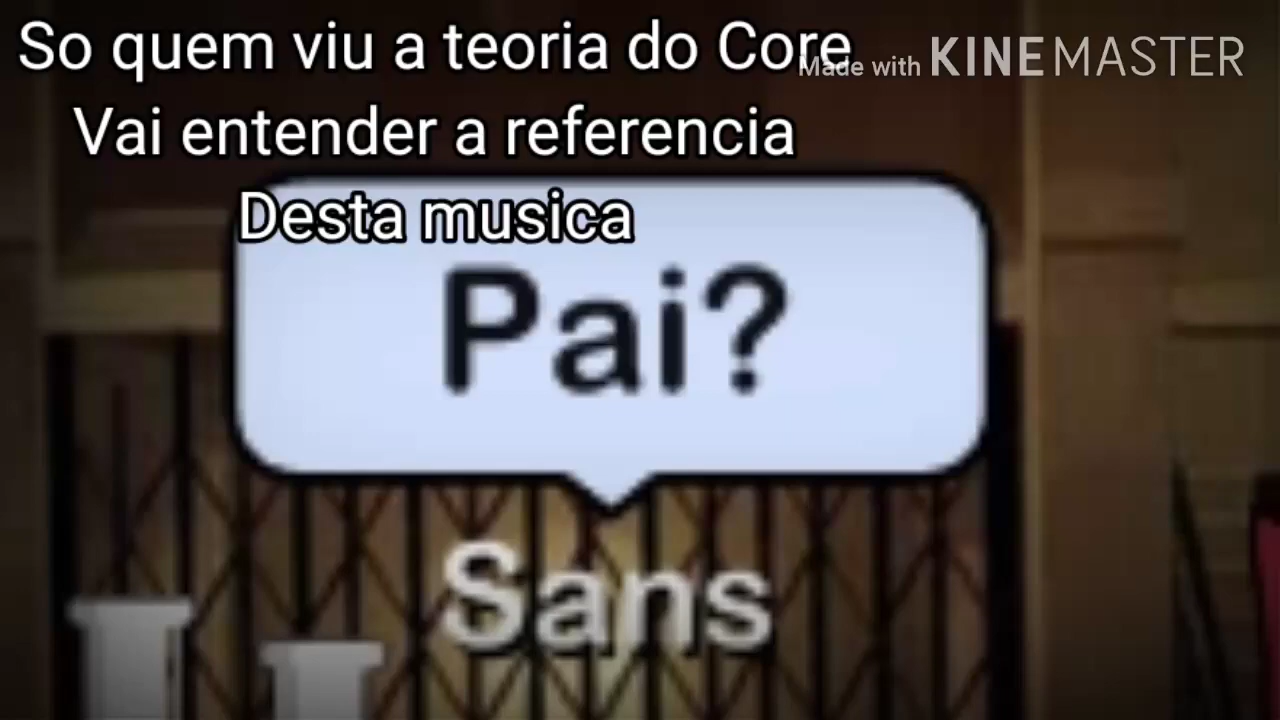 So quem viu a teoria do Core
Made with KINEMASTER
Vai entender a referencia
Desta musica
Pai?
Sans